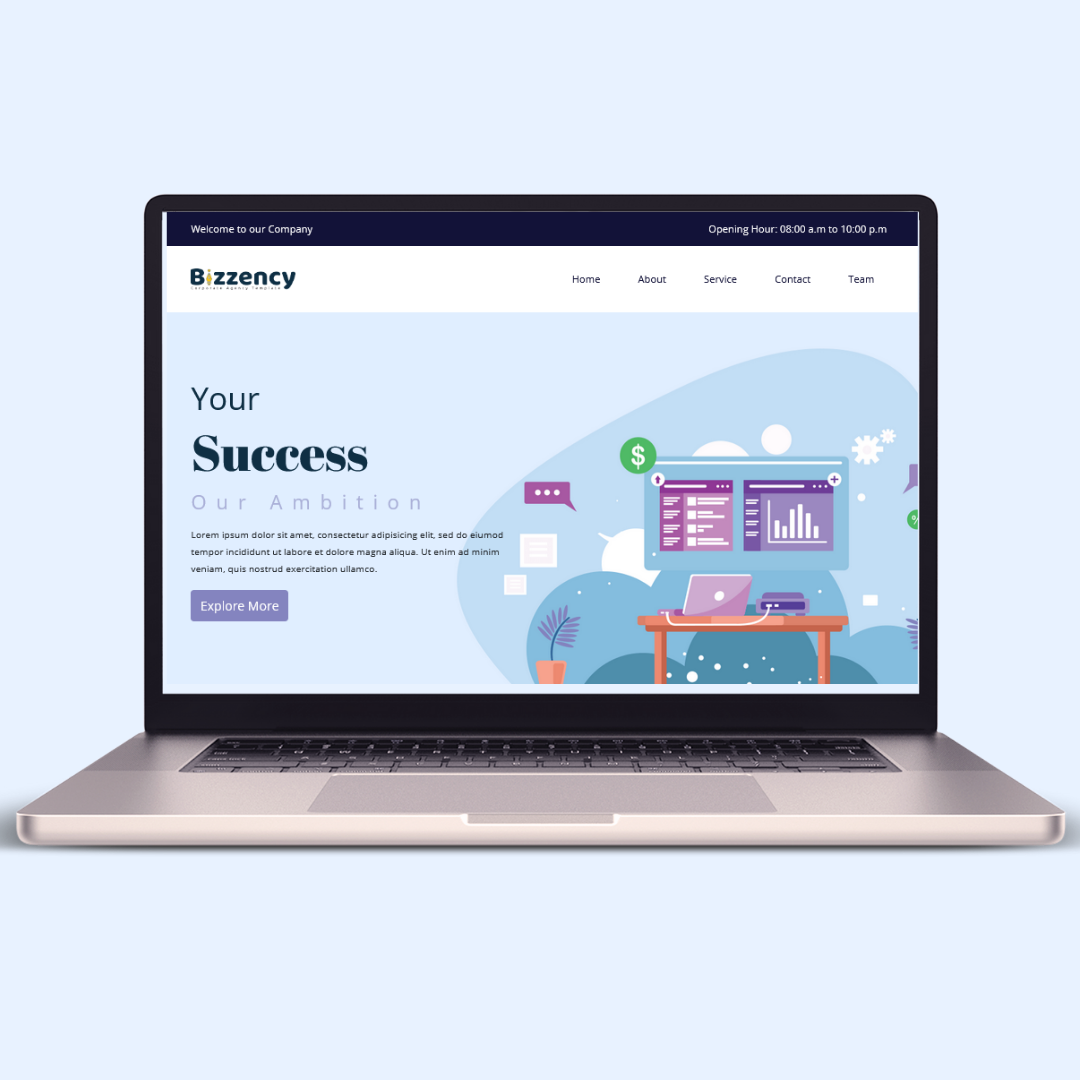 Welcome to our Company
Opening Hour: 08:00 a.m to 10:00 p.m
Bizzency
Corporate Agency Template
Home
About
Service
Contact
Team
Your
Success
Our Ambition
Lorem ipsum dolor sit amet, consectetur adipisicing elit, sed do eiumod
tempor incididunt ut labore et dolore magna aliqua. Ut enim ad minim
veniam, quis nostrud exercitation ullamco.
Explore More
$